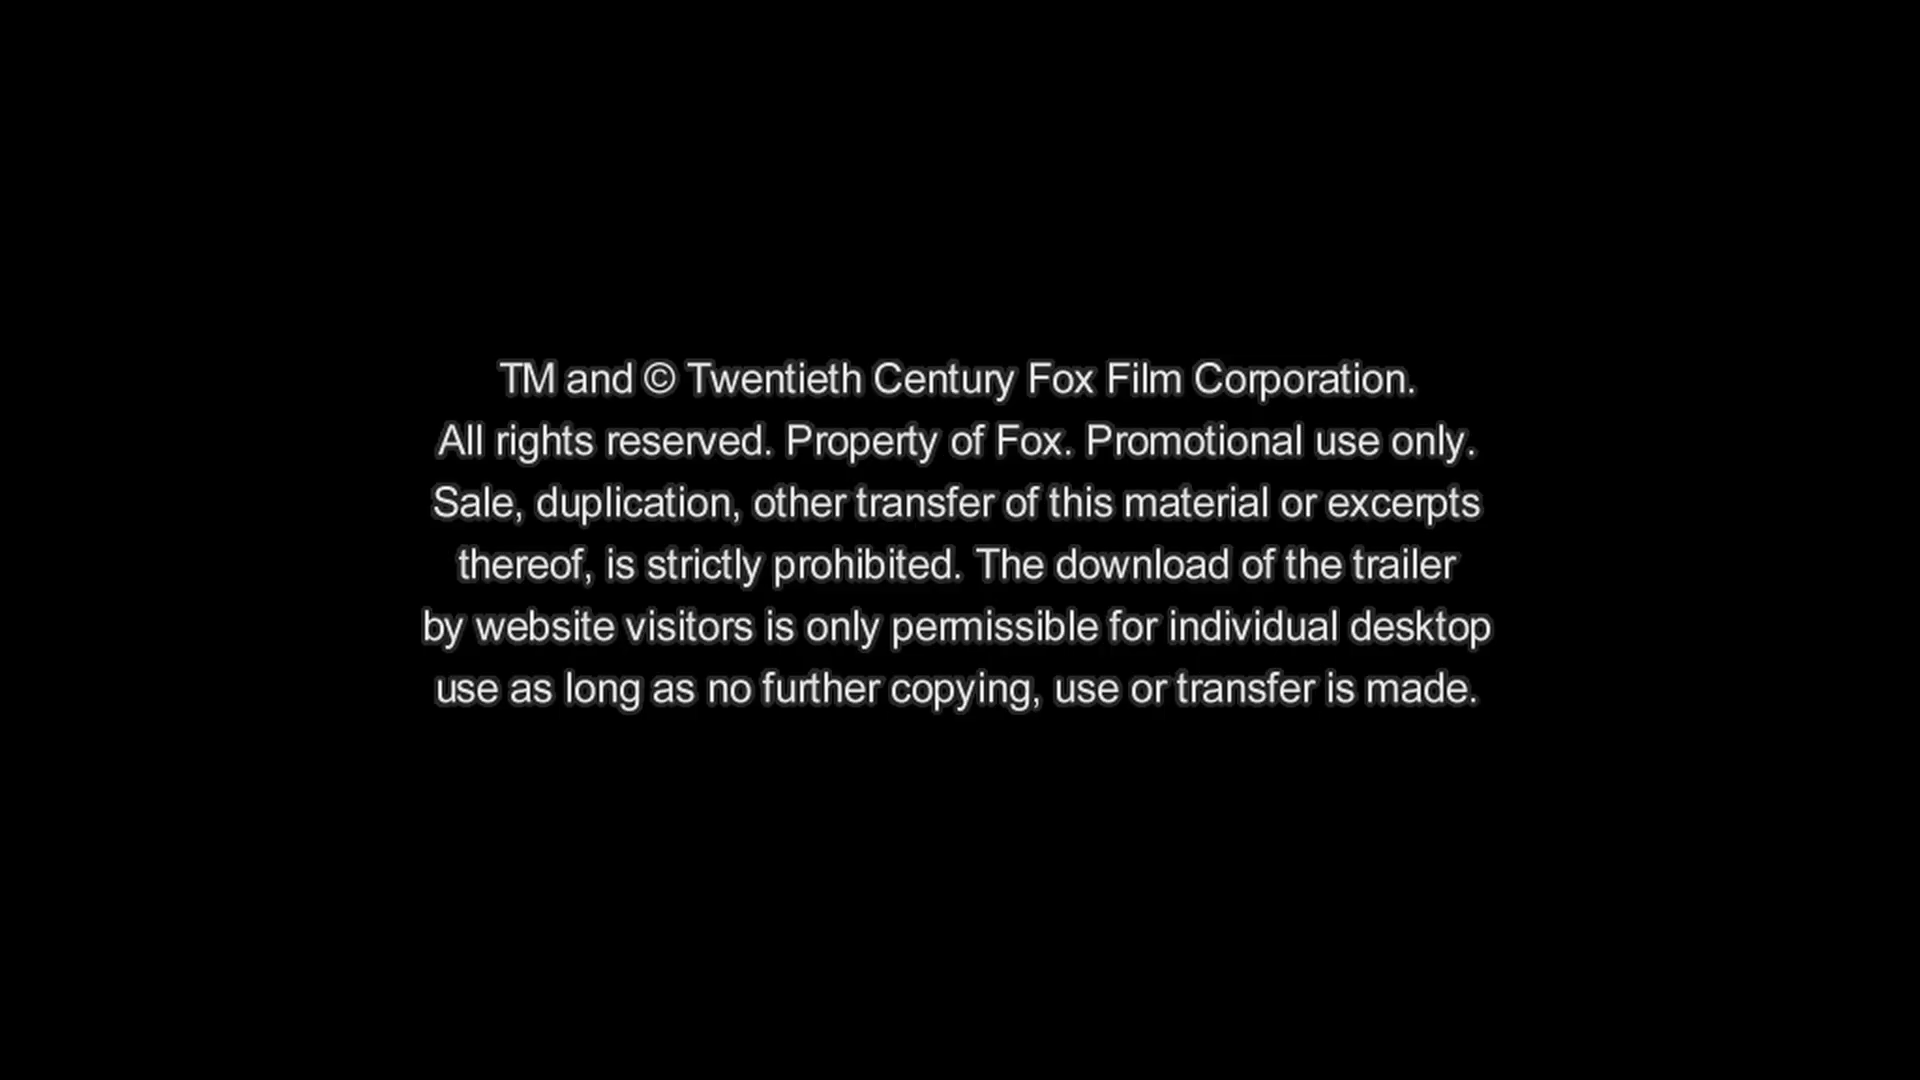 TM and © Twentieth Century Fox Film Corporation.
All rights reserved. Property of Fox. Promotional use only.
Sale, duplication, other transfer of this material or excerpts
thereof, is strictly prohibited. The download of the trailer
by website visitors is only permissible for individual desktop
use as long as no further copying, use or transfer is made.